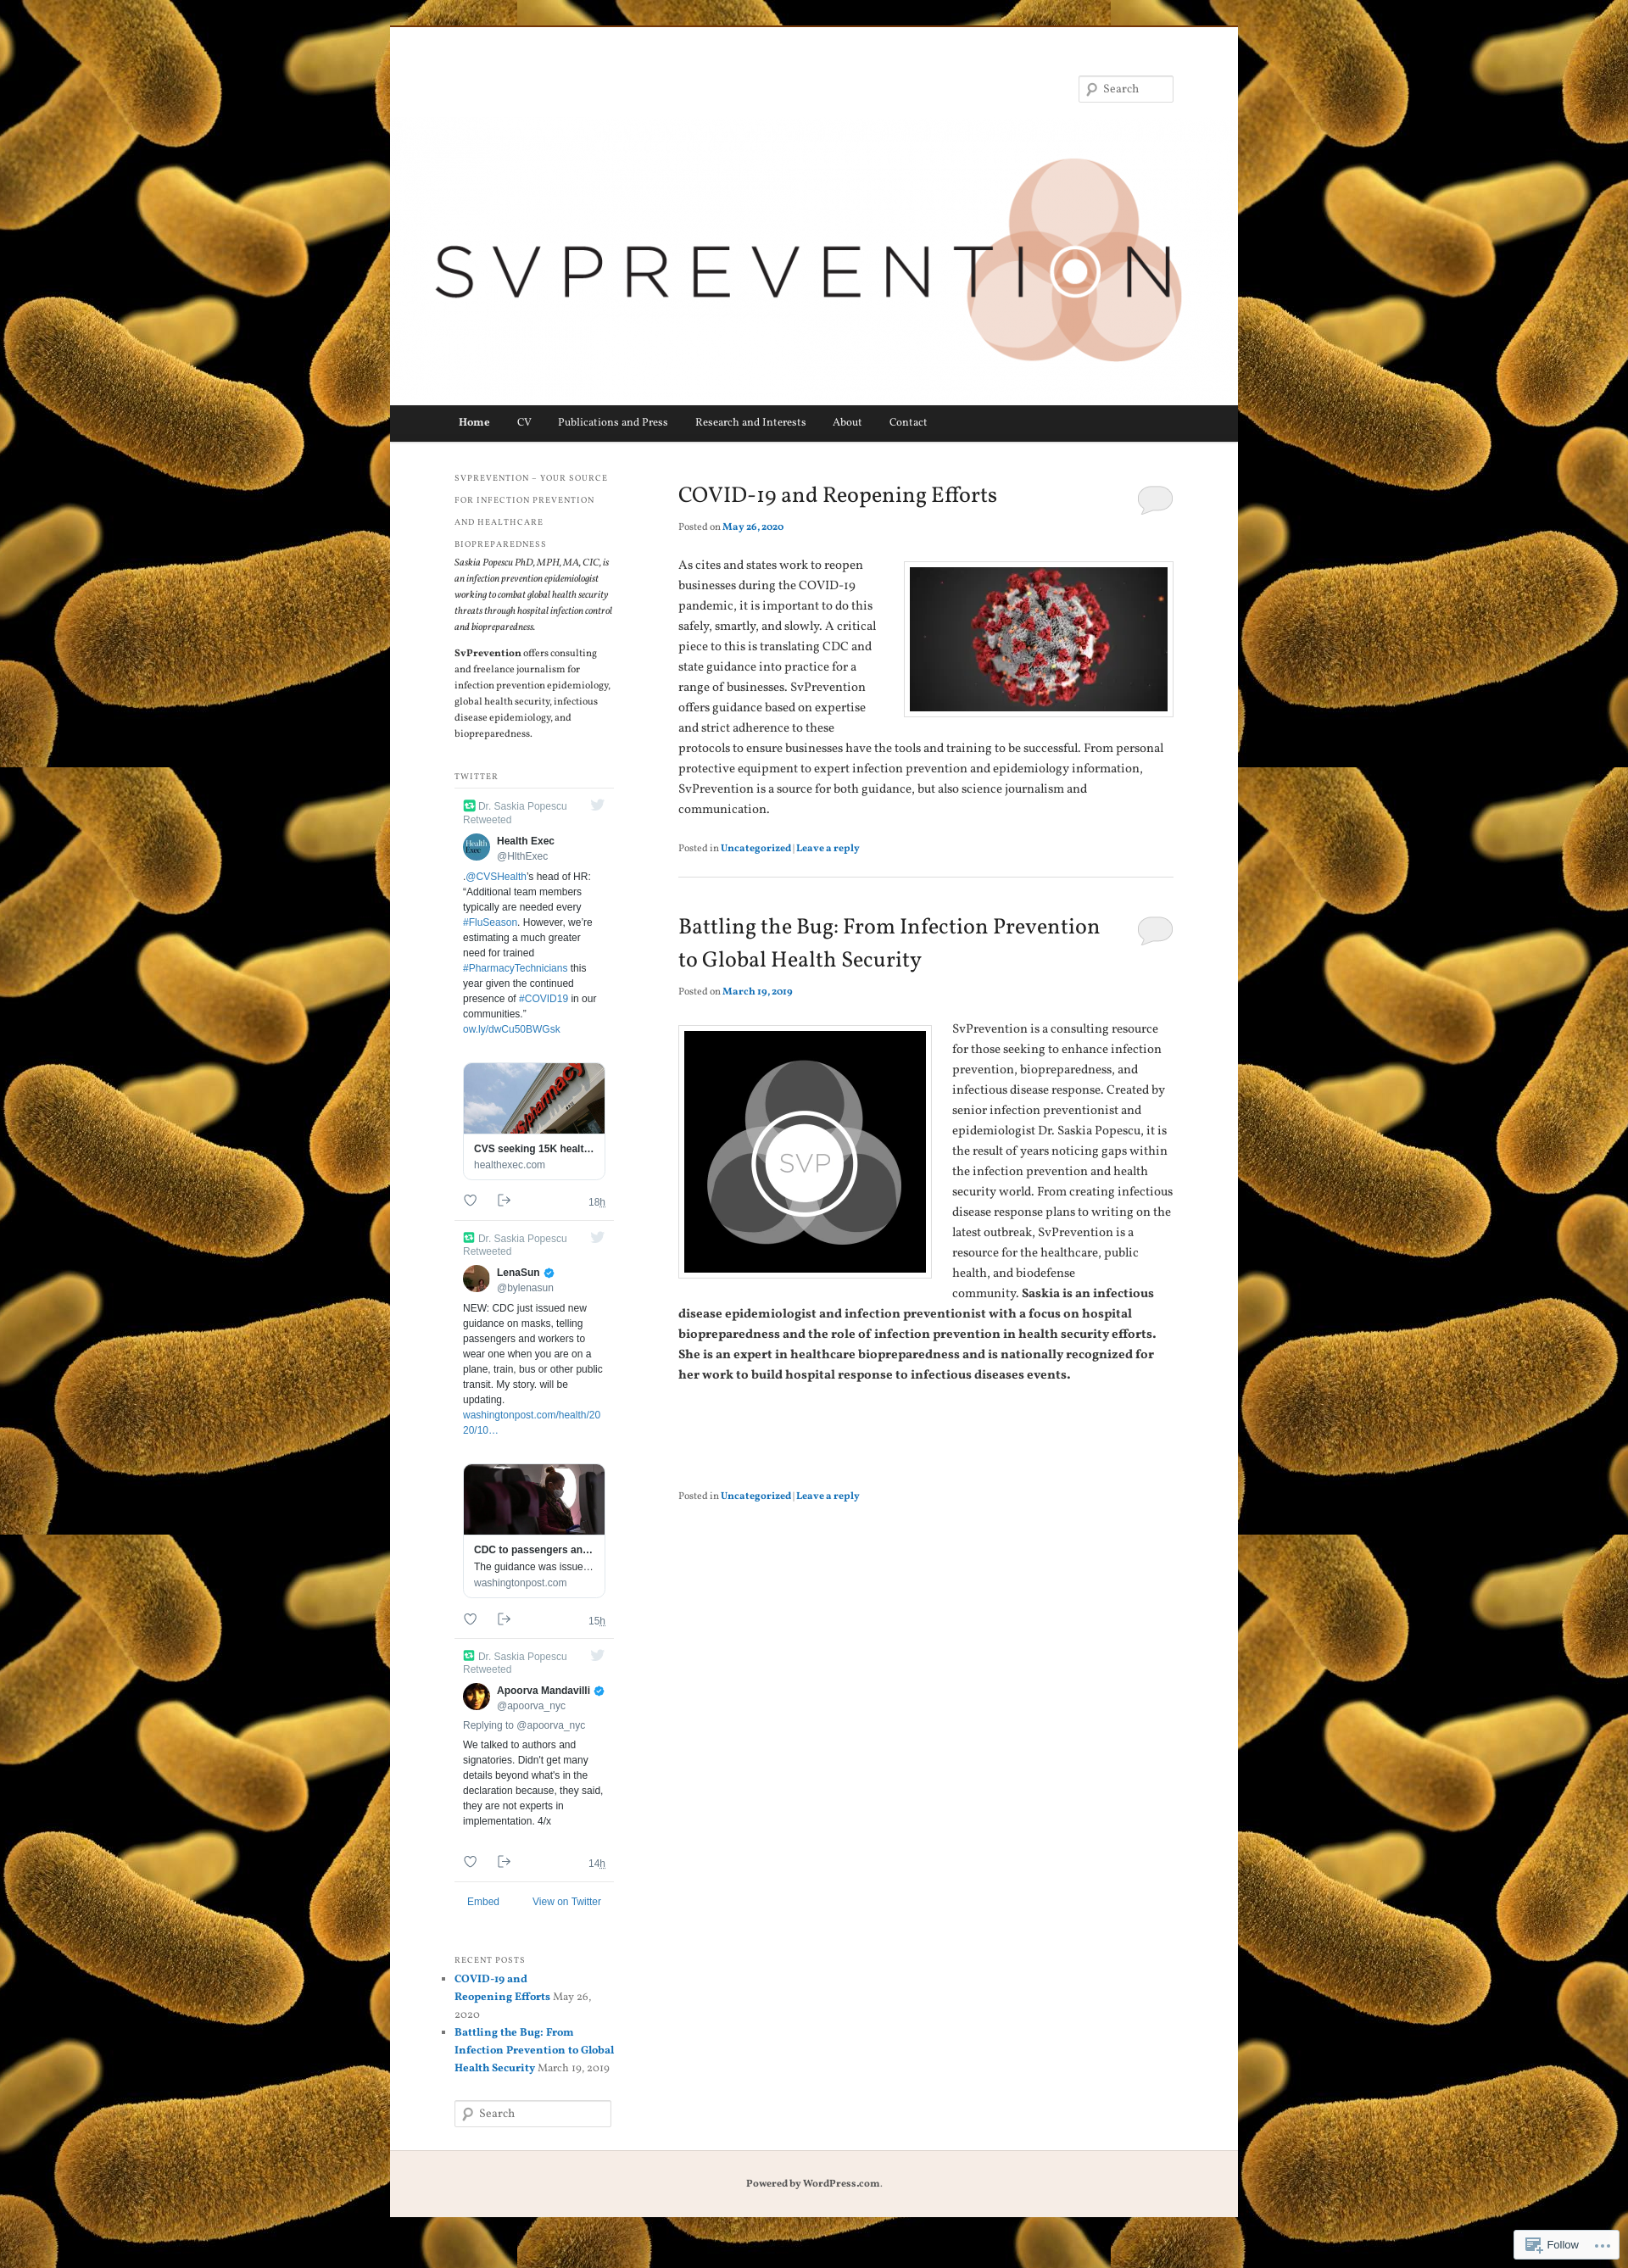 Search
SVPREVENTION
Home CV Publications and Press Research and Interests About Contact
SVPREVENTION – YOUR SOURCE
FOR INFECTION PREVENTION
AND HEALTHCARE
BIOPREPAREDNESS
Saskia Popescu PhD, MPH, MA, CIC, is
an infection prevention epidemiologist
working to combat global health security
threats through hospital infection control
and biopreparedness.
SvPrevention offers consulting
and freelance journalism for
infection prevention epidemiology,
global health security, infectious
disease epidemiology, and
biopreparedness.
TWITTER
Dr. Saskia Popescu
Retweeted
Health Exec
Health
Exec
@HlthExec
.@CVSHealth's head of HR:
“Additional team members
typically are needed every
#FluSeason. However, we’re
estimating a much greater
need for trained
#PharmacyTechnicians this
year given the continued
presence of #COVID19 in our
communities.”
ow.ly/dwCu50BWGsk
CVS/pharmacy
CVS seeking 15K healt…
healthexec.com
18h
Dr. Saskia Popescu
Retweeted
LenaSun
@bylenasun
NEW: CDC just issued new
guidance on masks, telling
passengers and workers to
wear one when you are on a
plane, train, bus or other public
transit. My story. will be
updating.
washingtonpost.com/health/20
20/10…
CDC to passengers an…
The guidance was issue…
washingtonpost.com
15h
Dr. Saskia Popescu
Retweeted
Apoorva Mandavilli
@apoorva_nyc
Replying to @apoorva_nyc
We talked to authors and
signatories. Didn't get many
details beyond what's in the
declaration because, they said,
they are not experts in
implementation. 4/x
14h
Embed View on Twitter
RECENT POSTS
COVID-19 and
Reopening Efforts May 26,
2020
Battling the Bug: From
Infection Prevention to Global
Health Security March 19, 2019
Search
COVID-19 and Reopening Efforts
Posted on May 26, 2020
As cites and states work to reopen
businesses during the COVID-19
pandemic, it is important to do this
safely, smartly, and slowly. A critical
piece to this is translating CDC and
state guidance into practice for a
range of businesses. SvPrevention
offers guidance based on expertise
and strict adherence to these
protocols to ensure businesses have the tools and training to be successful. From personal
protective equipment to expert infection prevention and epidemiology information,
SvPrevention is a source for both guidance, but also science journalism and
communication.
Posted in Uncategorized | Leave a reply
Battling the Bug: From Infection Prevention
to Global Health Security
Posted on March 19, 2019
SVP
SvPrevention is a consulting resource
for those seeking to enhance infection
prevention, biopreparedness, and
infectious disease response. Created by
senior infection preventionist and
epidemiologist Dr. Saskia Popescu, it is
the result of years noticing gaps within
the infection prevention and health
security world. From creating infectious
disease response plans to writing on the
latest outbreak, SvPrevention is a
resource for the healthcare, public
health, and biodefense
community. Saskia is an infectious
disease epidemiologist and infection preventionist with a focus on hospital
biopreparedness and the role of infection prevention in health security efforts.
She is an expert in healthcare biopreparedness and is nationally recognized for
her work to build hospital response to infectious diseases events.
Posted in Uncategorized | Leave a reply
Powered by WordPress.com.
Follow